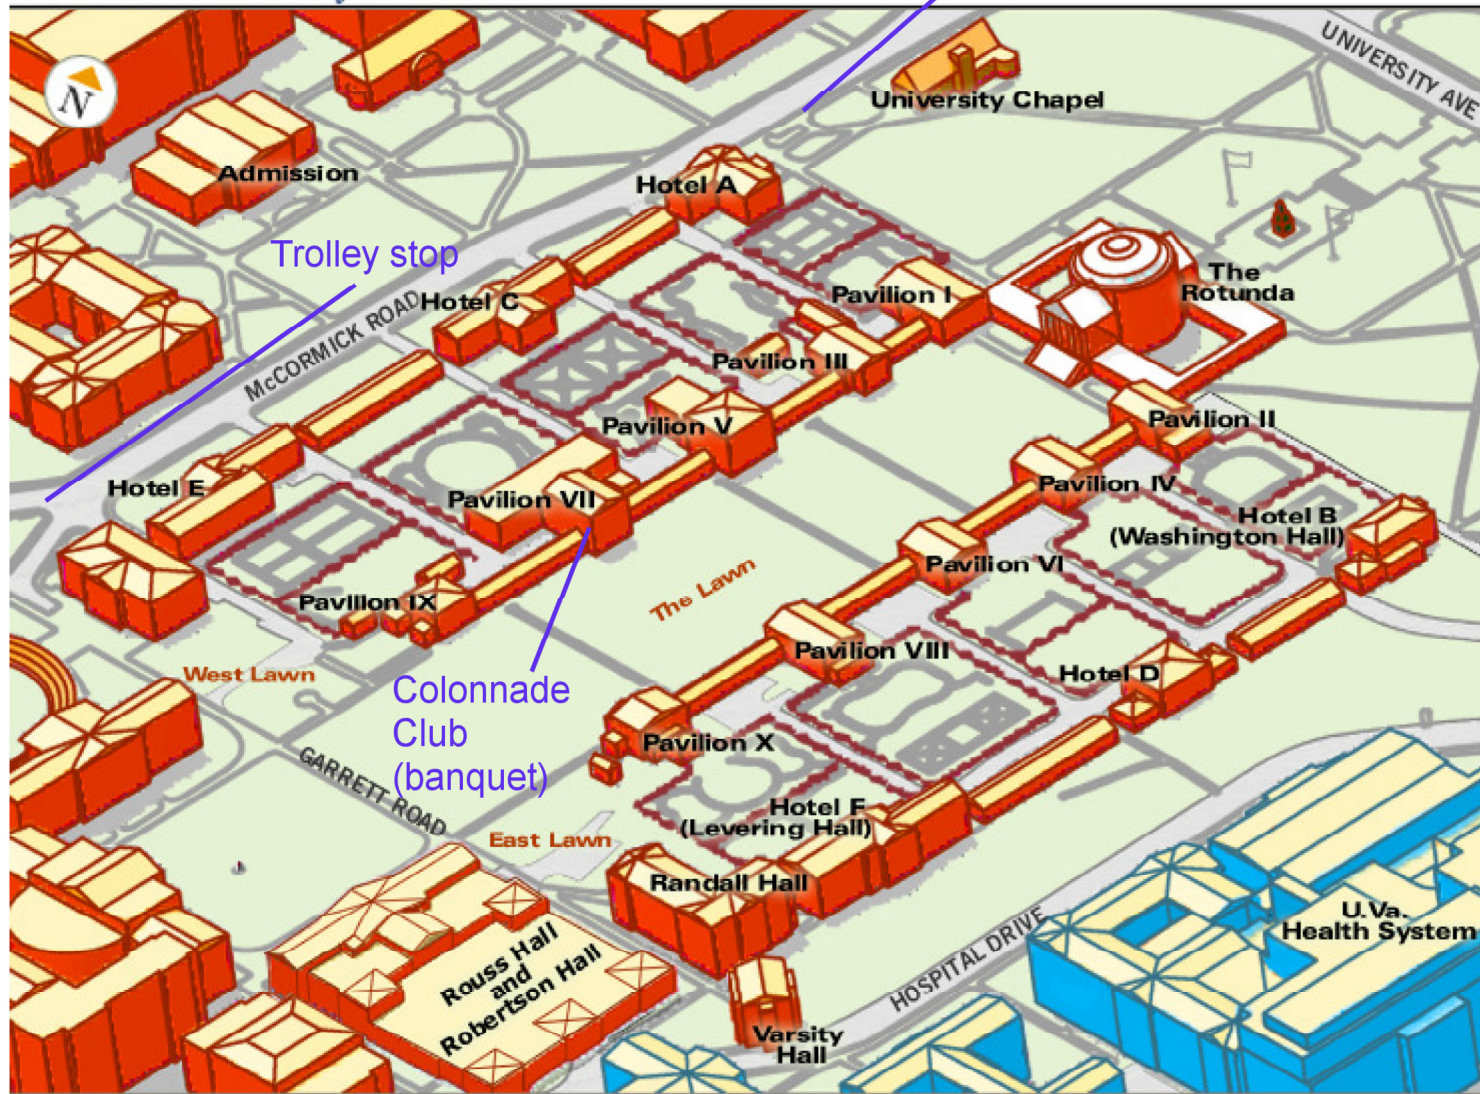 UNIVERSITY AVE
University Chapel
N
Admission
Hotel A
Trolley stop
The
Rotunda
Pavilion I
Hotel C
McCORMICK ROAD
Pavilion III
Pavilion II
Pavilion V
Hotel E
Pavilion VII
Pavilion IV
Hotel B
(Washington Hall)
Pavilion VI
The Lawn
Pavilion IX
Pavilion VIII
West Lawn
Hotel D
Colonnade
Club
(banquet)
Pavilion X
GARRETT ROAD
Hotel F
(Levering Hall)
East Lawn
Randall Hall
U.Va.
Health System
Rouss Hall
and
Robertson Hall
HOSPITAL DRIVE
Varsity
Hall